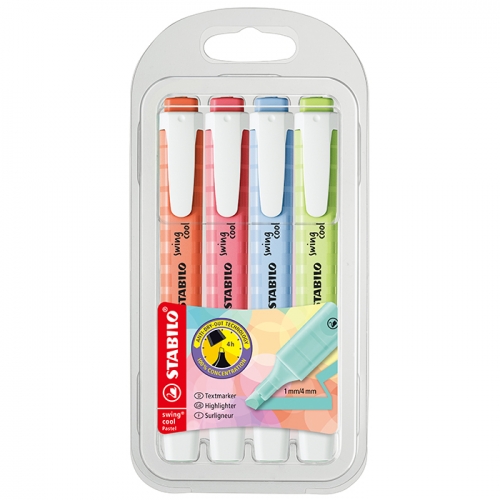 swing
cool
STABILO
swing
cool
STABILO
swing
cool
STABILO
swing
cool
STABILO
STABILO
swing®
cool
Pastel
ANTI-DRY-OUT TECHNOLOGY
4h
100% CONCENTRATION
D Textmarker
GB Highlighter
F Surligneur
1 mm/4 mm